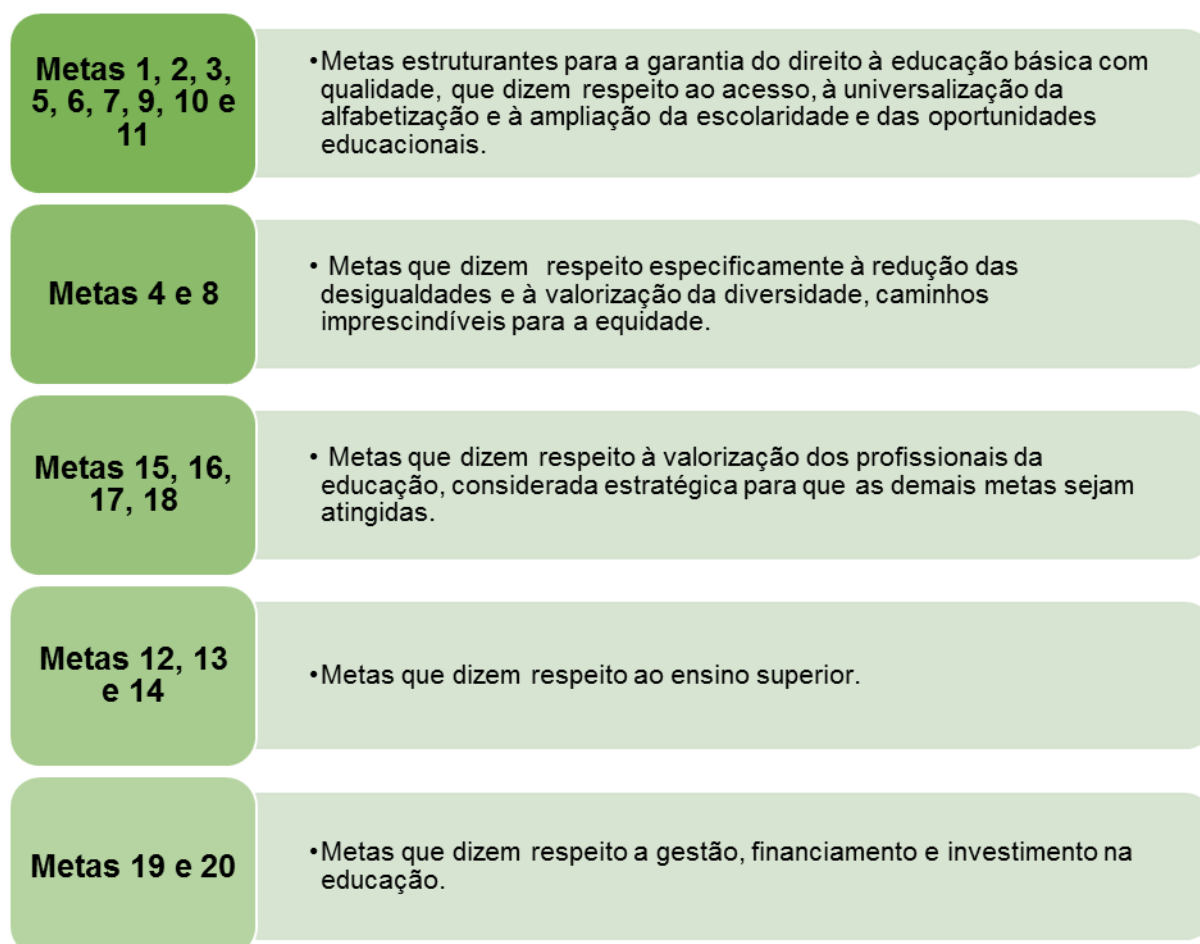 Metas 1, 2, 3,
5, 6, 7, 9, 10 e
11
•Metas estruturantes para a garantia do direito à educação básica com
qualidade, que dizem respeito ao acesso, à universalização da
alfabetização e à ampliação da escolaridade e das oportunidades
educacionais.
Metas 4 e 8
• Metas que dizem respeito especificamente à redução das
desigualdades e à valorização da diversidade, caminhos
imprescindíveis para a equidade.
Metas 15, 16,
17, 18
• Metas que dizem respeito à valorização dos profissionais da
educação, considerada estratégica para que as demais metas sejam
atingidas.
Metas 12, 13
e 14
•Metas que dizem respeito ao ensino superior.
Metas 19 e 20
•Metas que dizem respeito a gestão, financiamento e investimento na
educação.